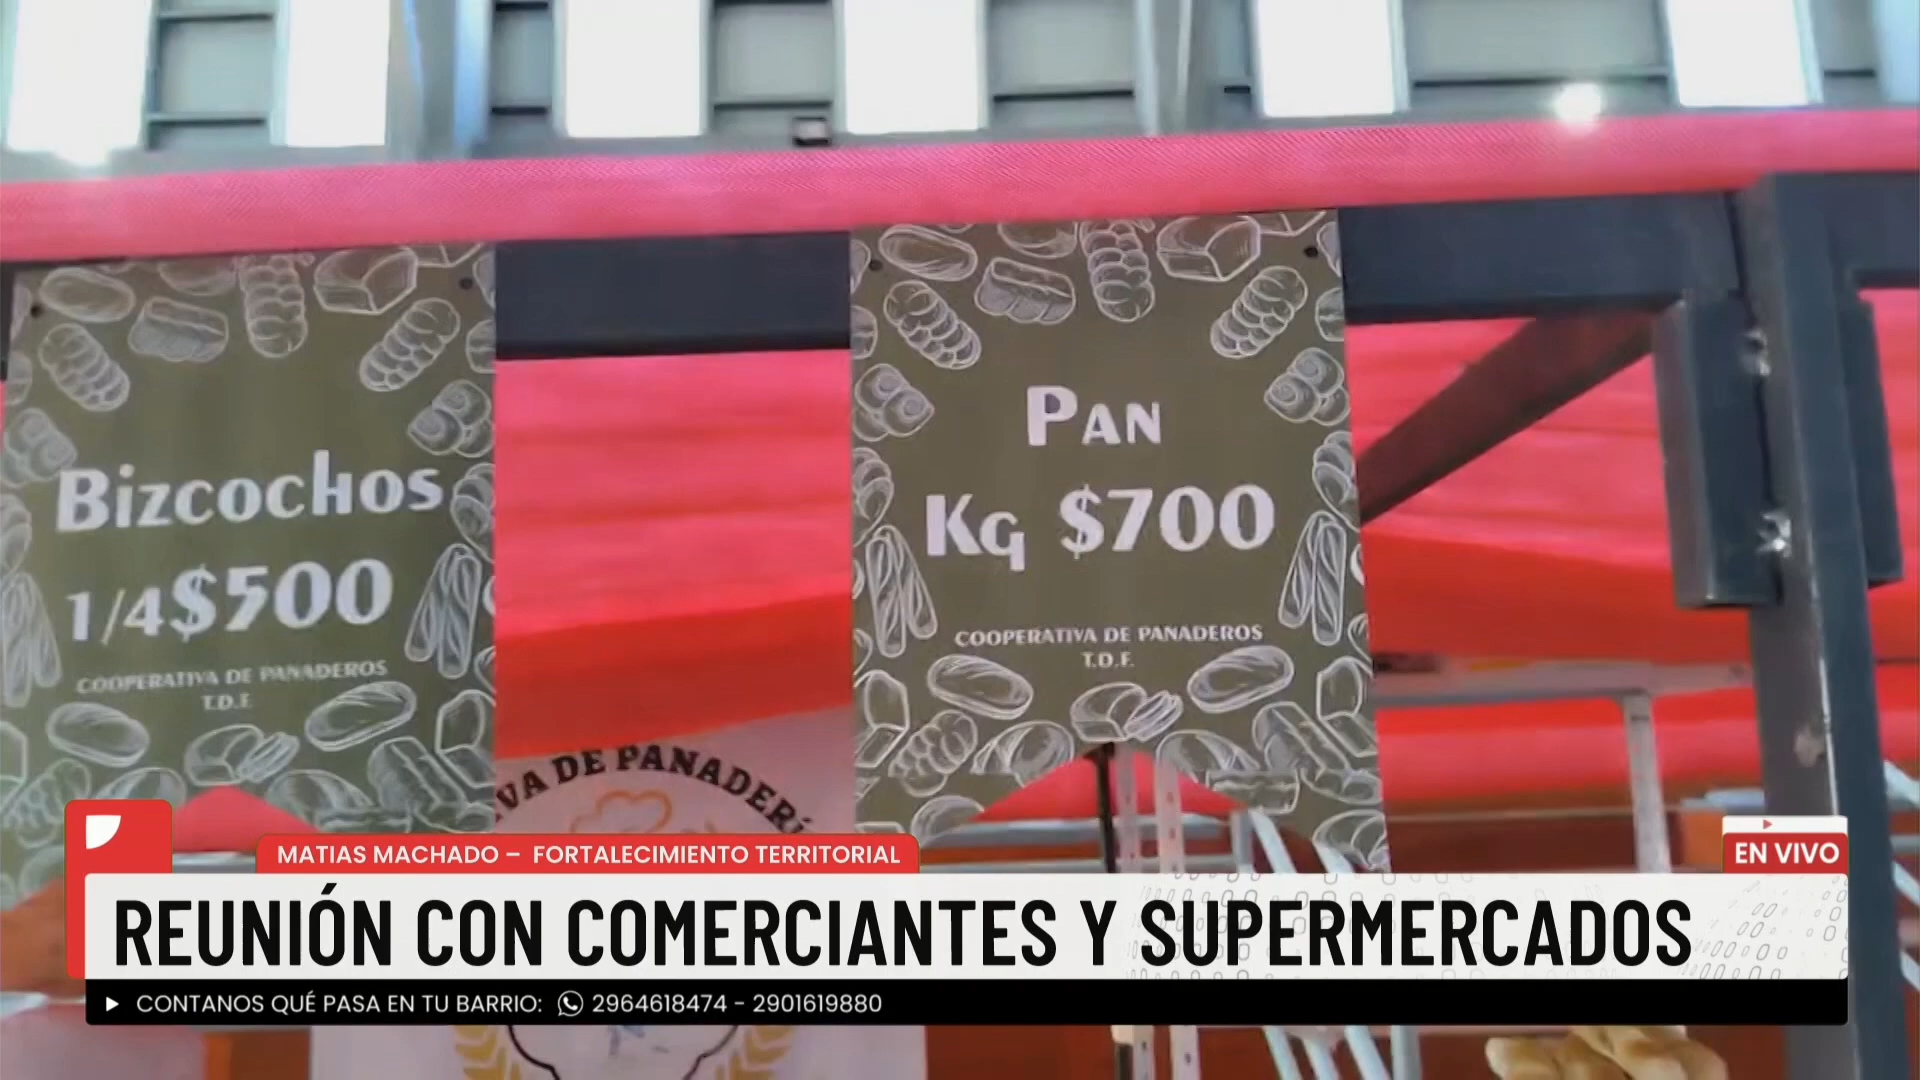 Bizcochos
1/4 $500
COOPERATIVA DE PANADEROS
T.D.F.
PAN
Kg $700
COOPERATIVA DE PANADEROS
T.D.F.
DE PANADERÍ
MATIAS MACHADO – FORTALECIMIENTO TERRITORIAL
EN VIVO
REUNIÓN CON COMERCIANTES Y SUPERMERCADOS
CONTANOS QUÉ PASA EN TU BARRIO: 2964618474 - 2901619880